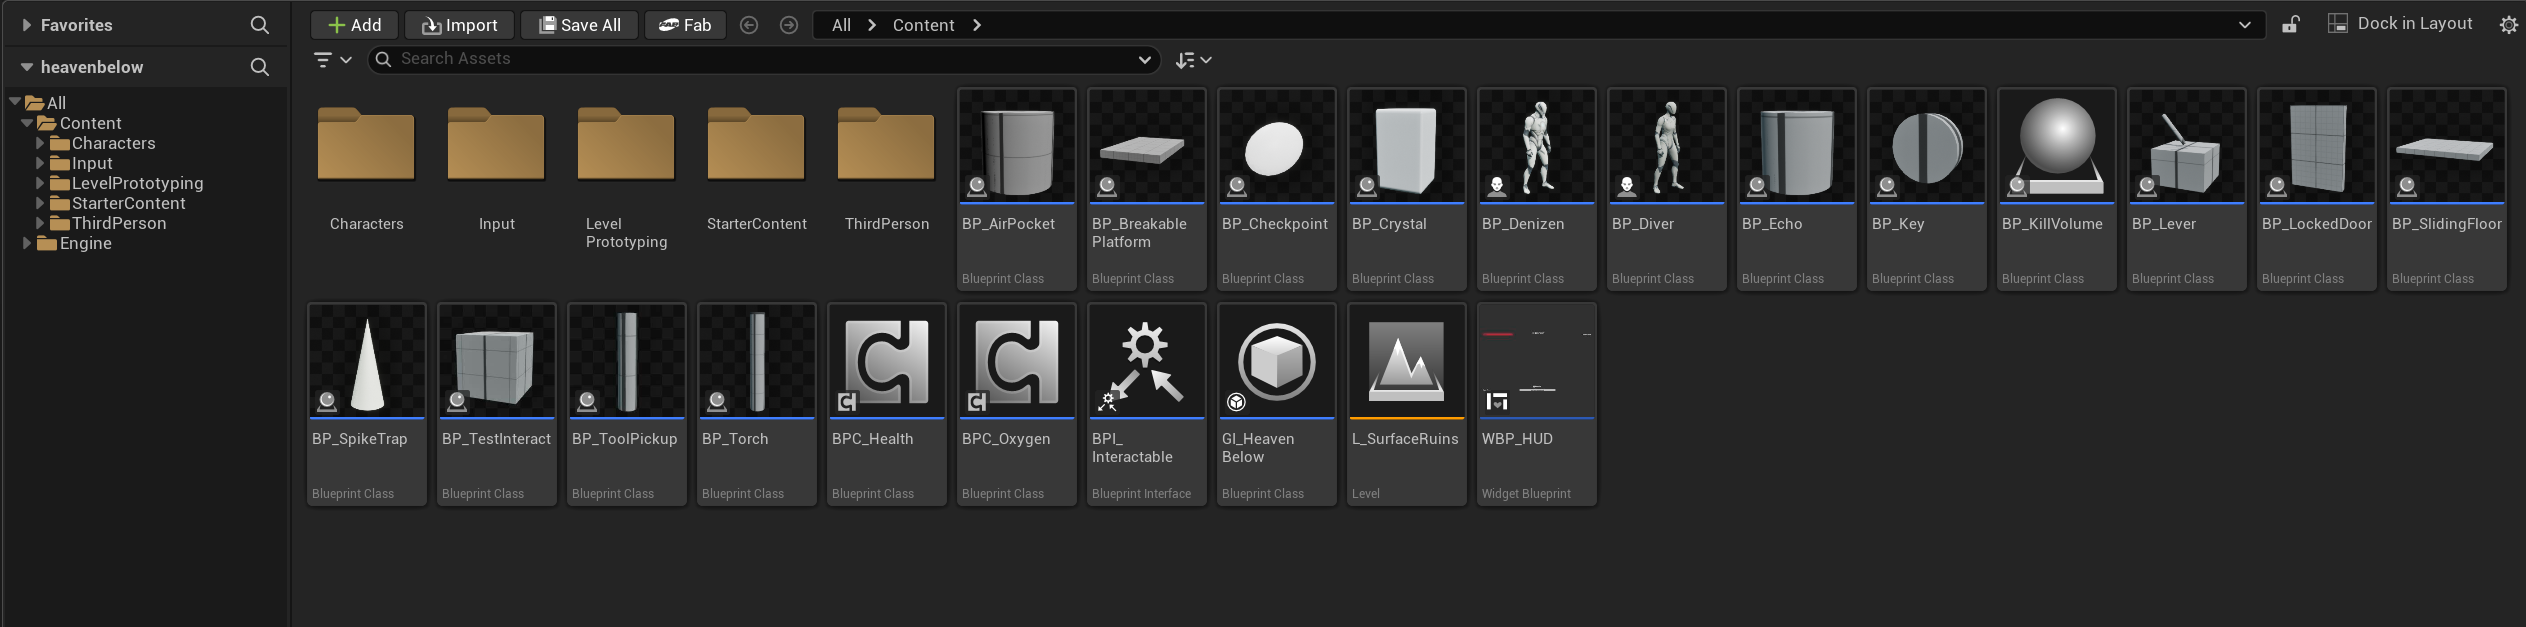 Favorites
Add
Import
Save All
Fab
All
Content
Dock in Layout
heavenbelow
Search Assets
All
Content
Characters
Input
LevelPrototyping
StarterContent
ThirdPerson
Engine
Characters
Input
Level
Prototyping
StarterContent
ThirdPerson
BP_AirPocket
Blueprint Class
BP_Breakable
Platform
Blueprint Class
BP_Checkpoint
Blueprint Class
BP_Crystal
Blueprint Class
BP_Denizen
Blueprint Class
BP_Diver
Blueprint Class
BP_Echo
Blueprint Class
BP_Key
Blueprint Class
BP_KillVolume
Blueprint Class
BP_Lever
Blueprint Class
BP_LockedDoor
Blueprint Class
BP_SlidingFloor
Blueprint Class
BP_SpikeTrap
Blueprint Class
BP_TestInteract
Blueprint Class
BP_ToolPickup
Blueprint Class
BP_Torch
Blueprint Class
BPC_Health
Blueprint Class
BPC_Oxygen
Blueprint Class
BPI_
Interactable
Blueprint Interface
GI_Heaven
Below
Blueprint Class
L_SurfaceRuins
Level
WBP_HUD
Widget Blueprint